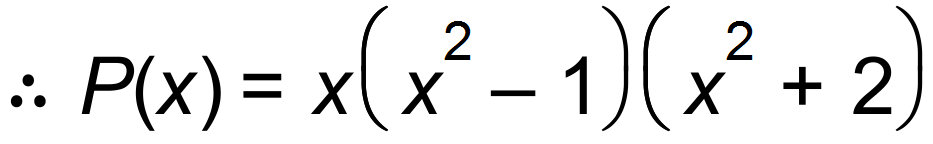 ∴ P(x) = x(x² – 1)(x² + 2)